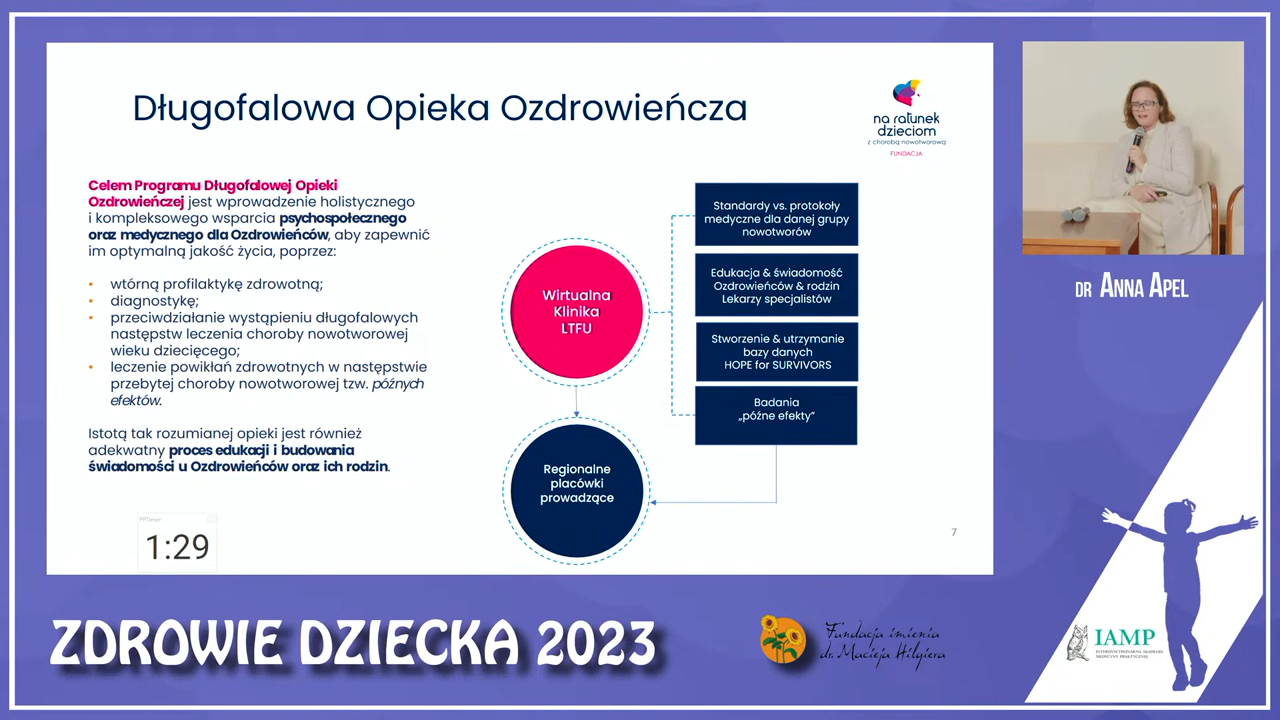 Długofalowa Opieka Ozdrowieńcza
na ratunek
dzieciom
z chorobą nowotworową
FUNDACJA
Celem Programu Długofalowej Opieki
Ozdrowieńczej jest wprowadzenie holistycznego
i kompleksowego wsparcia psychospołecznego
oraz medycznego dla Ozdrowieńców, aby zapewnić
im optymalną jakość życia, poprzez:
• wtórną profilaktykę zdrowotną;
• diagnostykę;
• przeciwdziałanie wystąpieniu długofalowych
następstw leczenia choroby nowotworowej
wieku dziecięcego;
• leczenie powikłań zdrowotnych w następstwie
przebytej choroby nowotworowej tzw. późnych
efektów.
Istotą tak rozumianej opieki jest również
adekwatny proces edukacji i budowania
świadomości u Ozdrowieńców oraz ich rodzin.
Wirtualna
Klinika
LTFU
Regionalne
placówki
prowadzące
Standardy vs. protokoły
medyczne dla danej grupy
nowotworów
Edukacja & świadomość
Ozdrowieńców & rodzin
Lekarzy specjalistów
Stworzenie & utrzymanie
bazy danych
HOPE for SURVIVORS
Badania
„późne efekty”
PPTimer
1:29
7
DR ANNA APEL
ZDROWIE DZIECKA 2023
Fundacja imienia
dr. Macieja Hilgiera
IAMP
INTERDYSCYPLINARNA AKADEMIA
MEDYCYNY PRAKTYCZNEJ